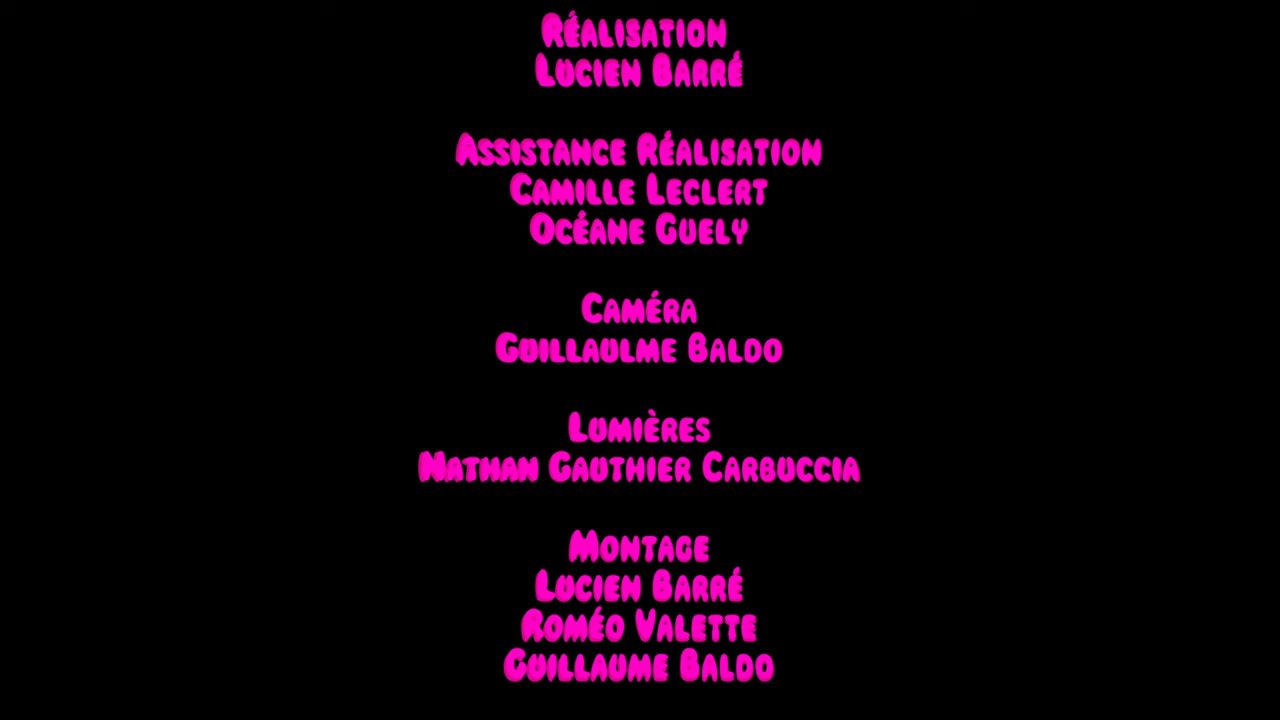 Réalisation
Lucien Barré
Assistance Réalisation
Camille Leclert
Océane Guely
Caméra
Guillaulme Baldo
Lumières
Nathan Gauthier Carbuccia
Montage
Lucien Barré
Roméo Valette
Guillaume Baldo